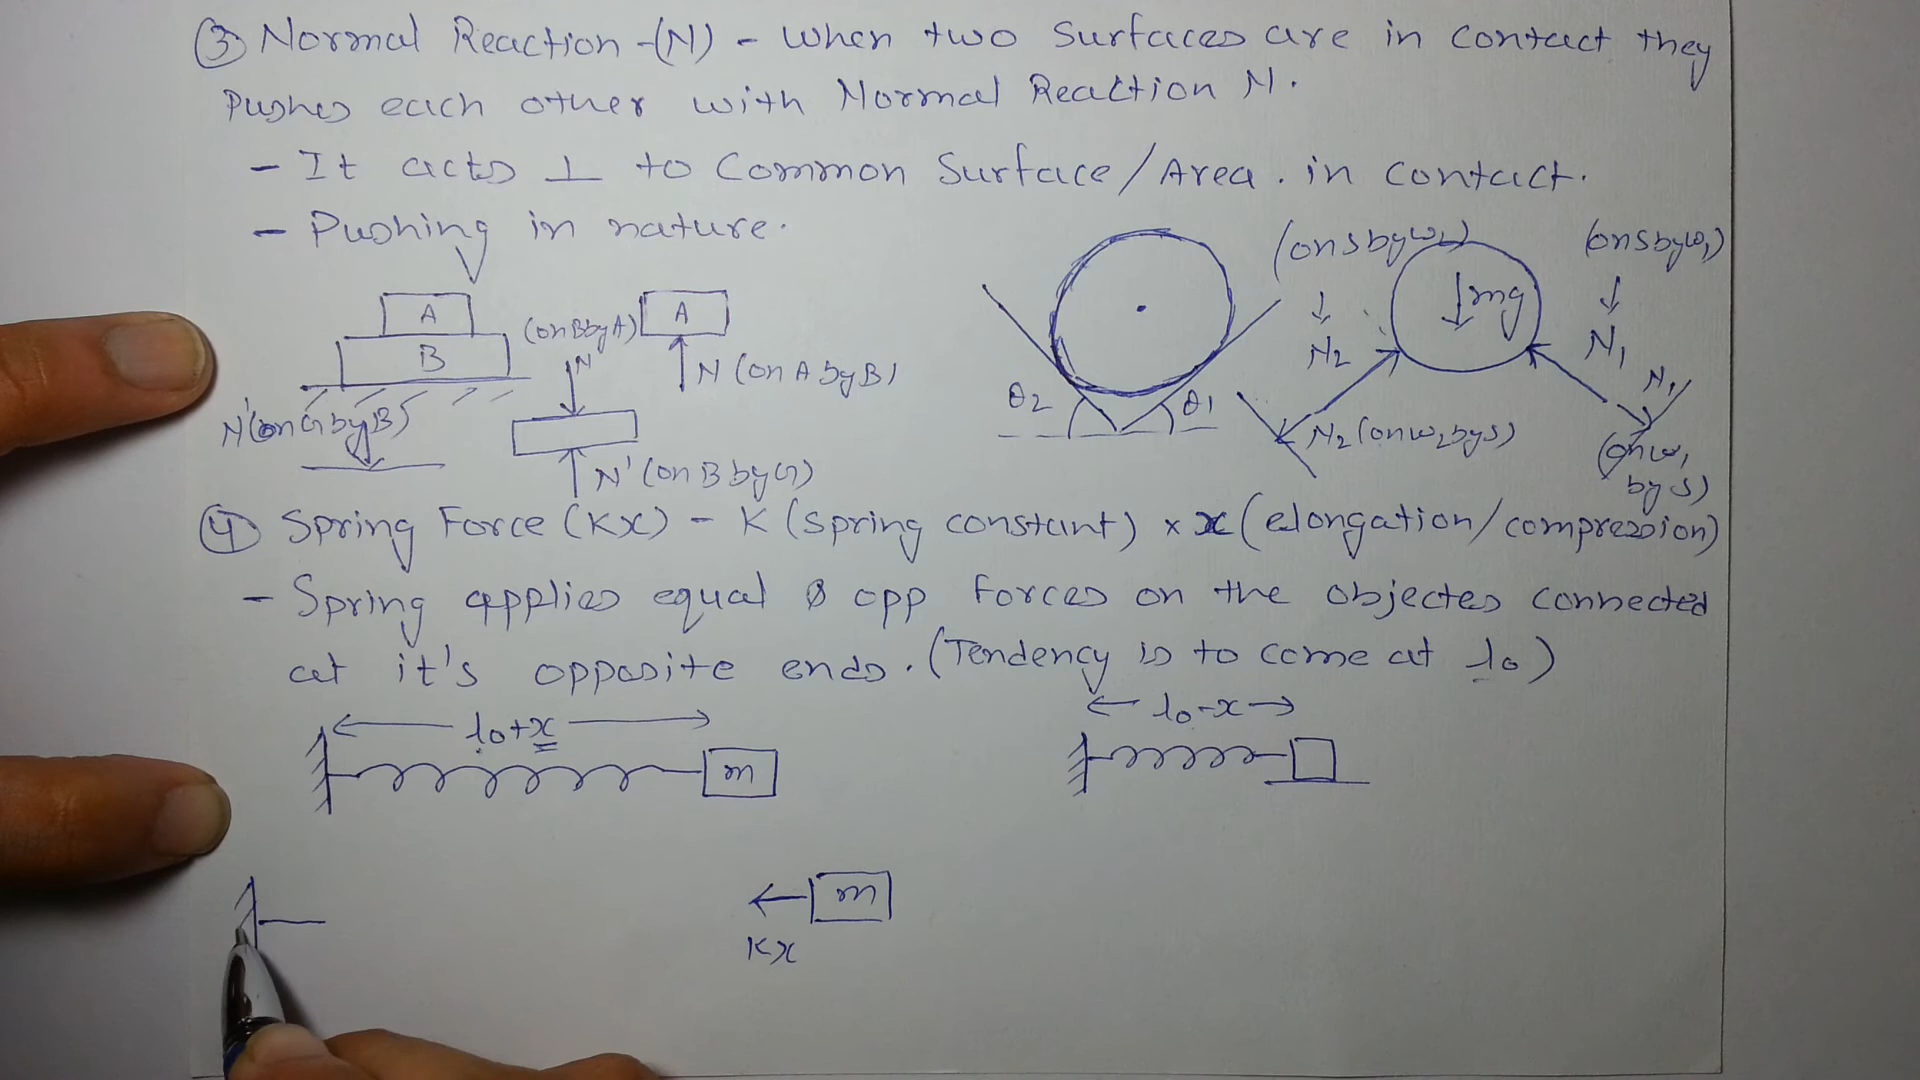 ③ Normal Reaction -(N) - When two surfaces are in contact they
Pushes each other with Normal Reaction N.
- It acts ⊥ to Common Surface/Area. in contact.
- Pushing in nature.
A
B
N'(on G by B)
(on B by A)
N
N' (on B by G)
A
N (on A by B)
θ2
θ1
(on S by w2)
N2
mg
(on S by w1)
N1
N2 (on w2 by S)
N1
(on w1
by S)
④ Spring Force (Kx) - K (spring constant) × x (elongation/compression)
- Spring applies equal & opp forces on the objectes connected
at it's opposite ends. (Tendency is to come at l0)
l0+x
m
l0-x
m
Kx